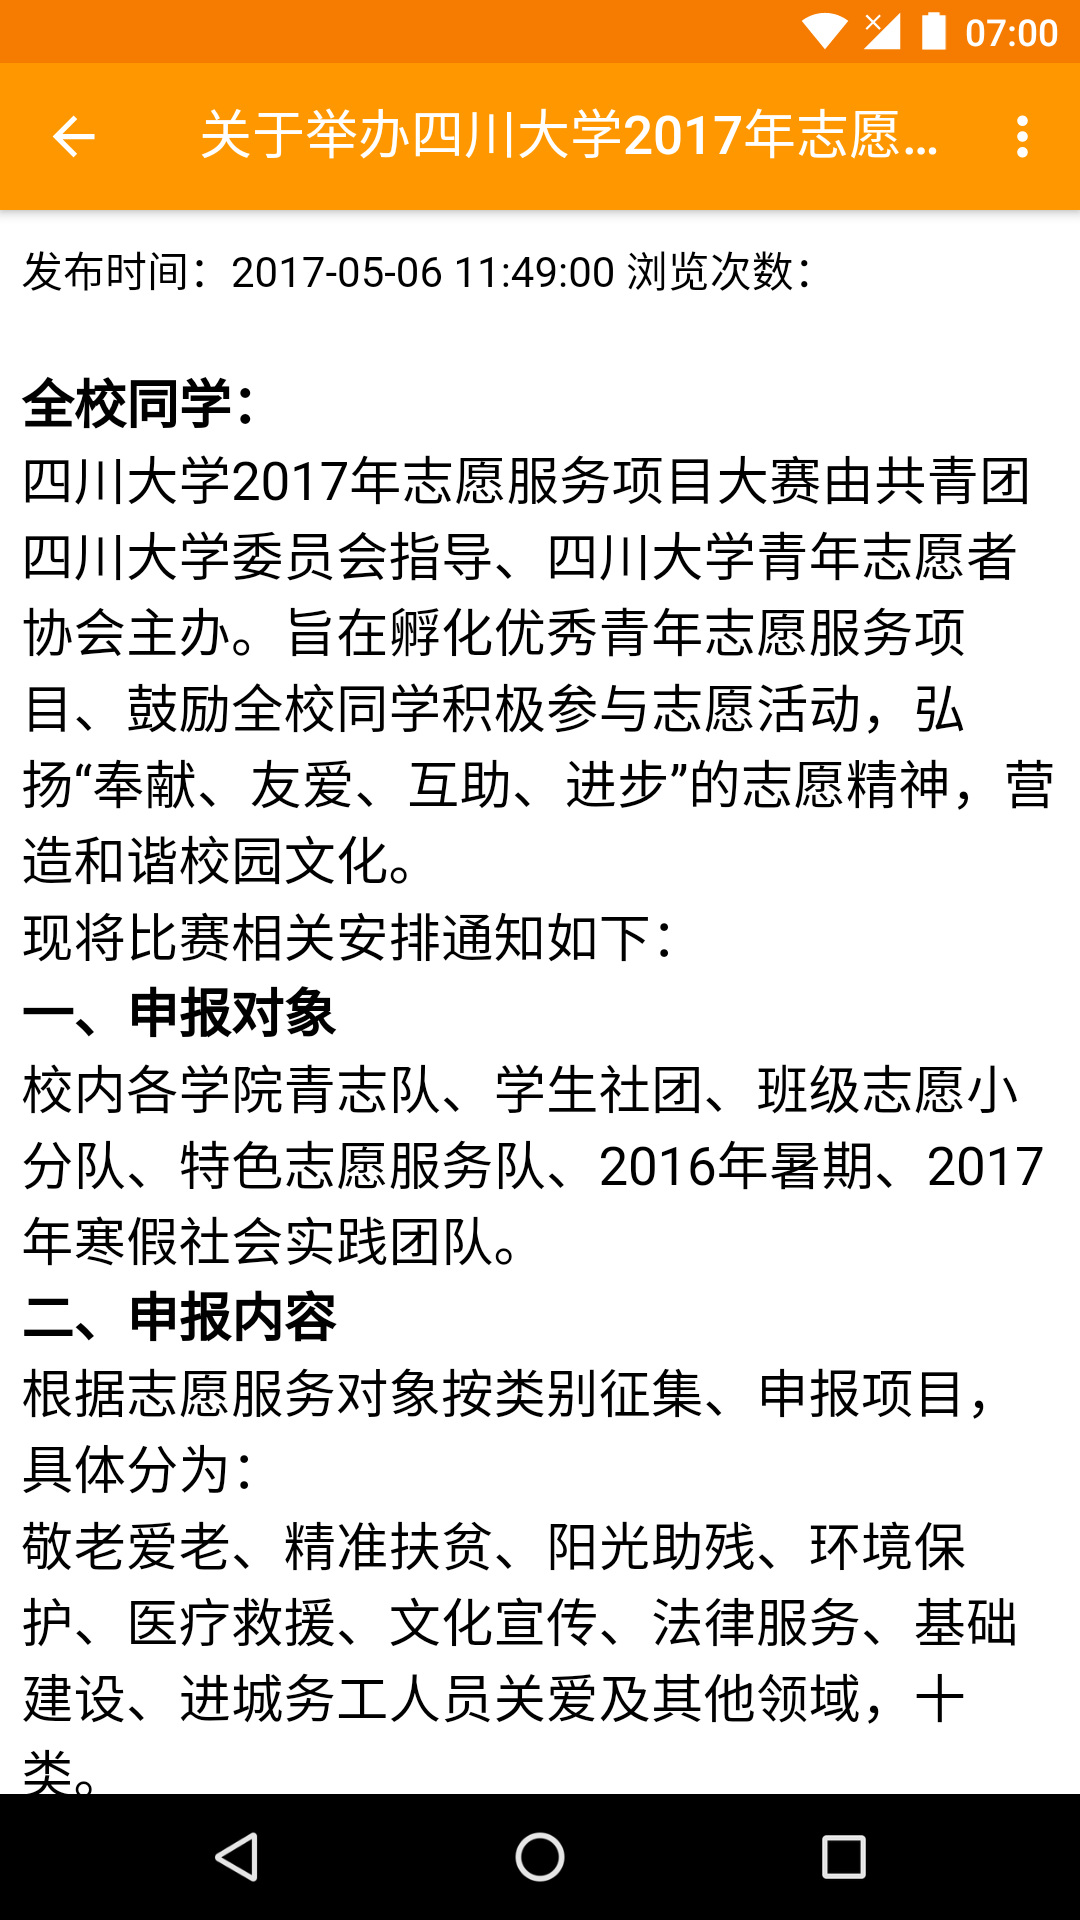 07:00
关于举办四川大学2017年志愿...
发布时间：2017-05-06 11:49:00 浏览次数：
全校同学：
四川大学2017年志愿服务项目大赛由共青团
四川大学委员会指导、四川大学青年志愿者
协会主办。旨在孵化优秀青年志愿服务项
目、鼓励全校同学积极参与志愿活动，弘
扬“奉献、友爱、互助、进步”的志愿精神，营
造和谐校园文化。
现将比赛相关安排通知如下：
一、申报对象
校内各学院青志队、学生社团、班级志愿小
分队、特色志愿服务队、2016年暑期、2017
年寒假社会实践团队。
二、申报内容
根据志愿服务对象按类别征集、申报项目，
具体分为：
敬老爱老、精准扶贫、阳光助残、环境保
护、医疗救援、文化宣传、法律服务、基础
建设、进城务工人员关爱及其他领域，十
类。